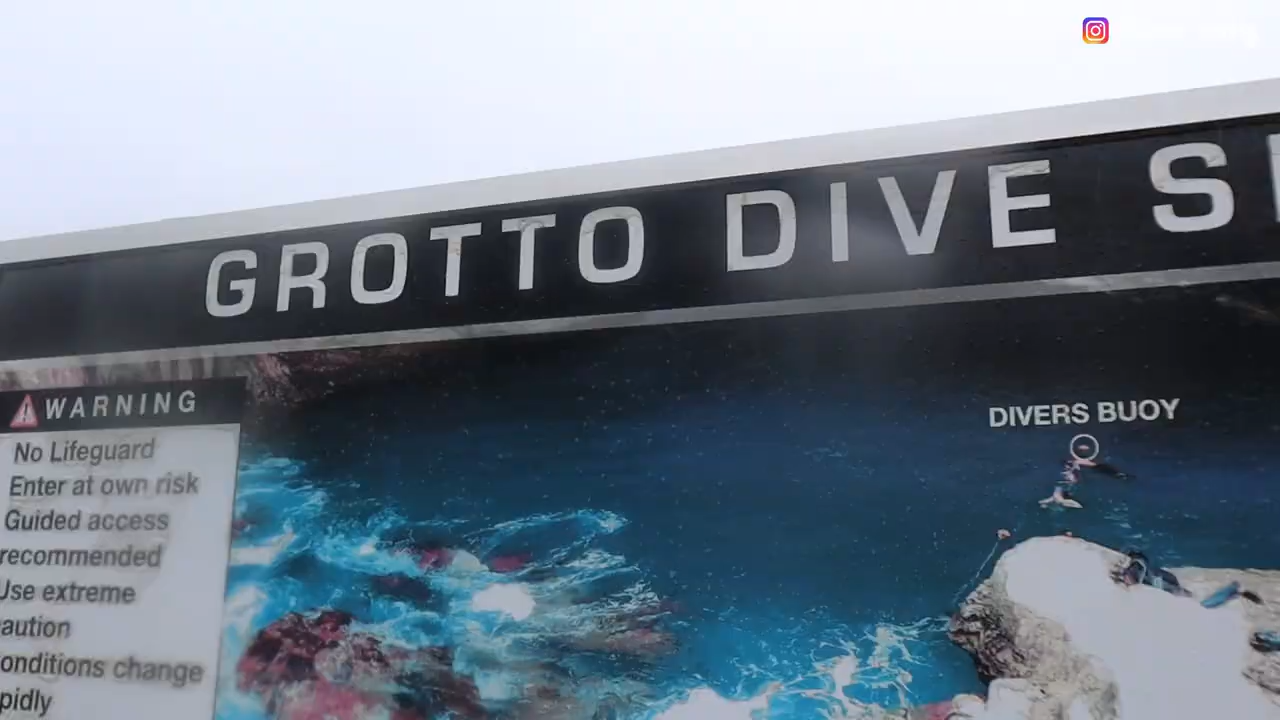 GROTTO DIVE S
WARNING
No Lifeguard
Enter at own risk
Guided access
recommended
Use extreme
aution
onditions change
pidly
DIVERS BUOY